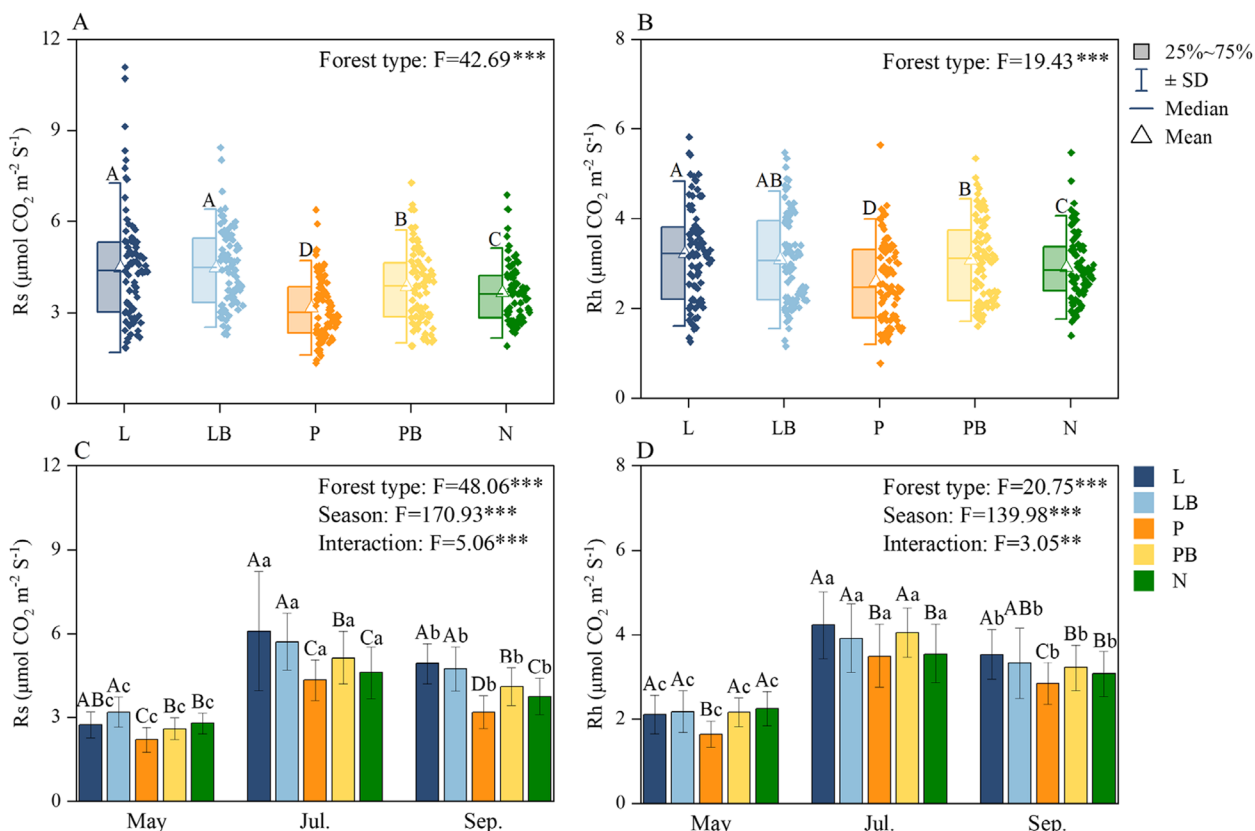 A
12
9
6
3
0
Rs (μmol CO₂ m⁻² S⁻¹)
Forest type: F=42.69***
A
A
D
B
C
L
LB
P
PB
N
B
8
6
4
2
0
Rh (μmol CO₂ m⁻² S⁻¹)
Forest type: F=19.43***
A
AB
D
B
C
L
LB
P
PB
N
25%~75%
± SD
Median
Mean
C
12
9
6
3
0
Rs (μmol CO₂ m⁻² S⁻¹)
Forest type: F=48.06***
Season: F=170.93***
Interaction: F=5.06***
ABc
Ac
Cc
Bc
Bc
Aa
Aa
Ca
Ba
Ca
Ab
Ab
Db
Bb
Cb
May
Jul.
Sep.
D
8
6
4
2
0
Rh (μmol CO₂ m⁻² S⁻¹)
Forest type: F=20.75***
Season: F=139.98***
Interaction: F=3.05**
Ac
Ac
Bc
Ac
Ac
Aa
Aa
Ba
Aa
Ba
Ab
ABb
Cb
Bb
Bb
May
Jul.
Sep.
L
LB
P
PB
N